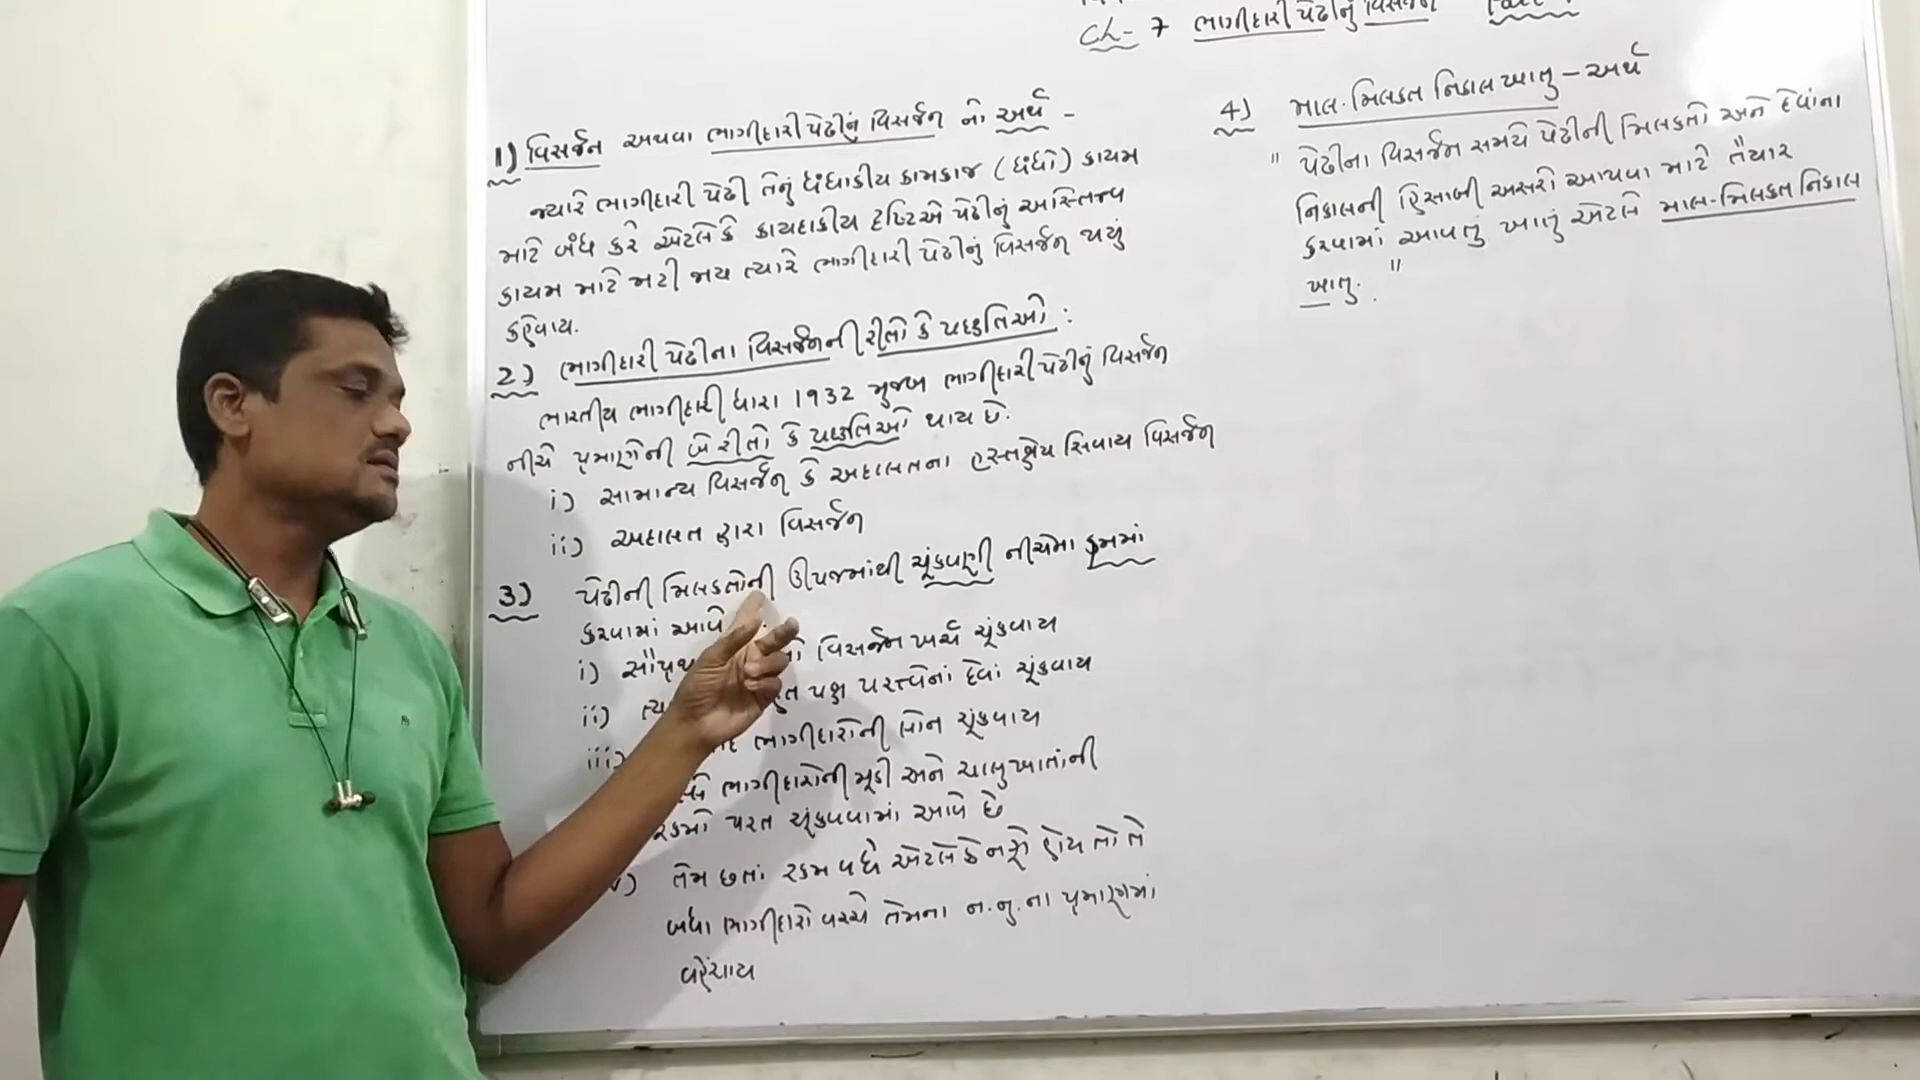 Ch- 7 ભાગીદારી પેઢીનું વિસર્જન
1) વિસર્જન અથવા ભાગીદારી પેઢીનું વિસર્જન નો અર્થ -
જ્યારે ભાગીદારી પેઢી તેનું ધંધાકીય કામકાજ (ધંધો) કાયમ
માટે બંધ કરે એટલે કે કાયદાકીય દ્રષ્ટિએ પેઢીનું અસ્તિત્વ
કાયમ માટે મટી જાય ત્યારે ભાગીદારી પેઢીનું વિસર્જન થયું
કહેવાય.
2) ભાગીદારી પેઢીના વિસર્જનની રીતો કે પદ્ધતિઓ :
ભારતીય ભાગીદારી ધારા 1932 મુજબ ભાગીદારી પેઢીનું વિસર્જન
નીચે પ્રમાણેની બે રીતો કે પદ્ધતિઓ થાય છે.
i) સામાન્ય વિસર્જન કે અદાલતના હસ્તક્ષેપ સિવાય વિસર્જન
ii) અદાલત દ્વારા વિસર્જન
3) પેઢીની મિલકતોની ઊપજમાંથી ચૂંકવણી નીચેના ક્રમમાં
કરવામાં આવે
i) વિસર્જન ખર્ચ ચૂંકવાય
ii) પક્ષ પરત્વેનાં દેવાં ચૂંકવાય
iii) ભાગીદારોની લોન ચૂંકવાય
ભાગીદારોની મૂડી અને ચાલુખાતાંની
રકમો પરત ચૂંકવવામાં આવે છે
તેમ છતાં રકમ વધે એટલે કે નફો હોય તો તે
બધા ભાગીદારો વચ્ચે તેમના ન.નુ.ના પ્રમાણમાં
વહેંચાય
4) માલ-મિલકત નિકાલ ખાતુ - અર્થ
" પેઢીના વિસર્જન સમયે પેઢીની મિલકતો અને દેવાંના
નિકાલની હિસાબી અસરો આપવા માટે તૈયાર
કરવામાં આવતું ખાતું એટલે માલ-મિલકત નિકાલ
ખાતુ. "